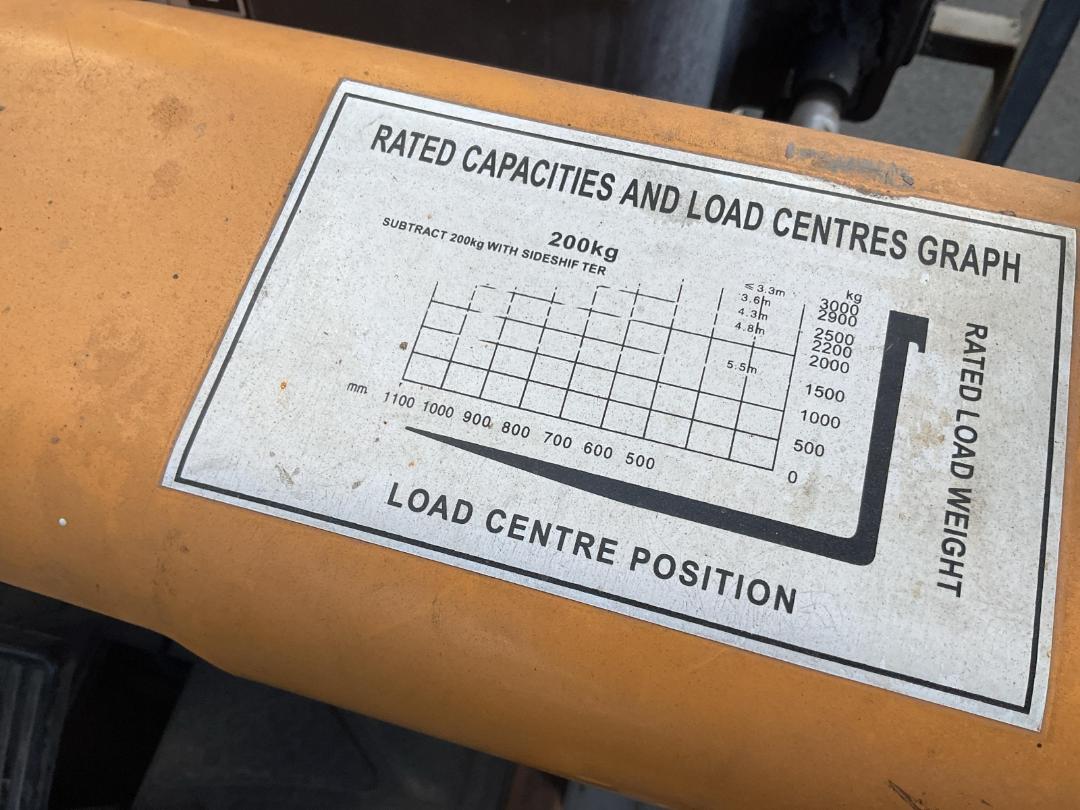 RATED CAPACITIES AND LOAD CENTRES GRAPH
200kg
SUBTRACT 200kg WITH SIDESHIF TER
≤ 3.3m
3.6m
4.3m
4.8m
5.5m
kg
3000
2900
2500
2200
2000
1500
1000
500
0
mm 1100 1000 900 800 700 600 500
LOAD CENTRE POSITION
RATED LOAD WEIGHT